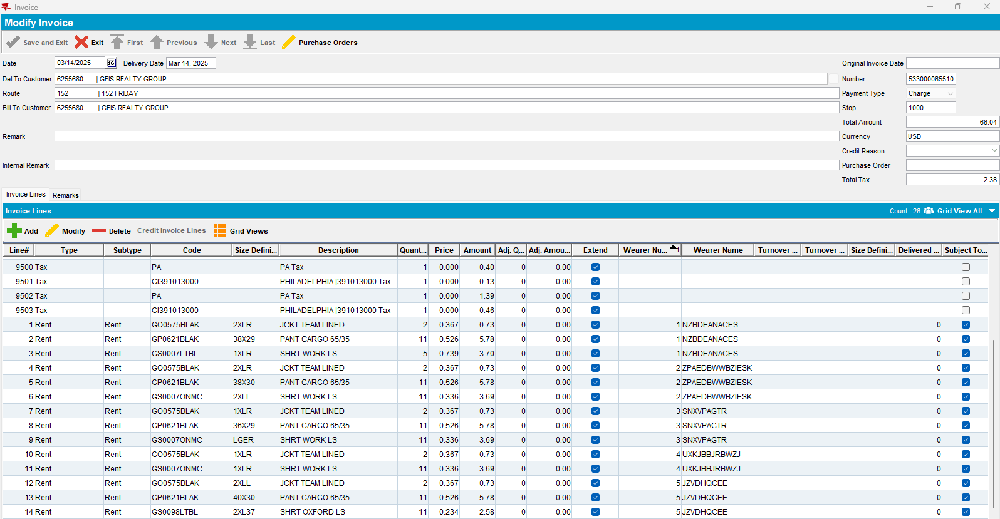 Invoice
Modify Invoice
Save and Exit Exit First Previous Next Last Purchase Orders
Date 03/14/2025 16 Delivery Date Mar 14, 2025 Original Invoice Date
Del To Customer 6255680 | GEIS REALTY GROUP ... Number 533000065510
Route 152 | 152 FRIDAY Payment Type Charge
Bill To Customer 6255680 | GEIS REALTY GROUP Stop 1000
Total Amount 66.04
Remark Currency USD
Credit Reason
Internal Remark Purchase Order
Total Tax 2.38
Invoice Lines Remarks
Invoice Lines Count : 26 Grid View All
Add Modify Delete Credit Invoice Lines Grid Views
Line# Type Subtype Code Size Defini... Description Quant... Price Amount Adj. Q... Adj. Amou... Extend Wearer Nu... 1 Wearer Name Turnover ... Turnover ... Size Defini... Delivered ... Subject To...
9500 Tax PA PA Tax 1 0.000 0.40 0 0.00
9501 Tax CI391013000 PHILADELPHIA |391013000 Tax 1 0.000 0.13 0 0.00
9502 Tax PA PA Tax 1 0.000 1.39 0 0.00
9503 Tax CI391013000 PHILADELPHIA |391013000 Tax 1 0.000 0.46 0 0.00
1 Rent Rent GO0575BLAK 2XLR JCKT TEAM LINED 2 0.367 0.73 0 0.00 1 NZBDEANACES 0
2 Rent Rent GP0621BLAK 38X29 PANT CARGO 65/35 11 0.526 5.78 0 0.00 1 NZBDEANACES 0
3 Rent Rent GS0007LTBL 1XLR SHRT WORK LS 5 0.739 3.70 0 0.00 1 NZBDEANACES 0
4 Rent Rent GO0575BLAK 2XLR JCKT TEAM LINED 2 0.367 0.73 0 0.00 2 ZPAEDBWWBZIESK 0
5 Rent Rent GP0621BLAK 38X30 PANT CARGO 65/35 11 0.526 5.78 0 0.00 2 ZPAEDBWWBZIESK 0
6 Rent Rent GS0007ONMC 2XLL SHRT WORK LS 11 0.336 3.69 0 0.00 2 ZPAEDBWWBZIESK 0
7 Rent Rent GO0575BLAK 1XLR JCKT TEAM LINED 2 0.367 0.73 0 0.00 3 SNXVPAGTR 0
8 Rent Rent GP0621BLAK 36X29 PANT CARGO 65/35 11 0.526 5.78 0 0.00 3 SNXVPAGTR 0
9 Rent Rent GS0007ONMC LGER SHRT WORK LS 11 0.336 3.69 0 0.00 3 SNXVPAGTR 0
10 Rent Rent GO0575BLAK 1XLR JCKT TEAM LINED 2 0.367 0.73 0 0.00 4 UXKJBBJRBWZJ 0
11 Rent Rent GS0007ONMC 1XLR SHRT WORK LS 11 0.336 3.69 0 0.00 4 UXKJBBJRBWZJ 0
12 Rent Rent GO0575BLAK 2XLL JCKT TEAM LINED 2 0.367 0.73 0 0.00 5 JZVDHQCEE 0
13 Rent Rent GP0621BLAK 40X30 PANT CARGO 65/35 11 0.526 5.78 0 0.00 5 JZVDHQCEE 0
14 Rent Rent GS0098LTBL 2XL37 SHRT OXFORD LS 11 0.234 2.58 0 0.00 5 JZVDHQCEE 0